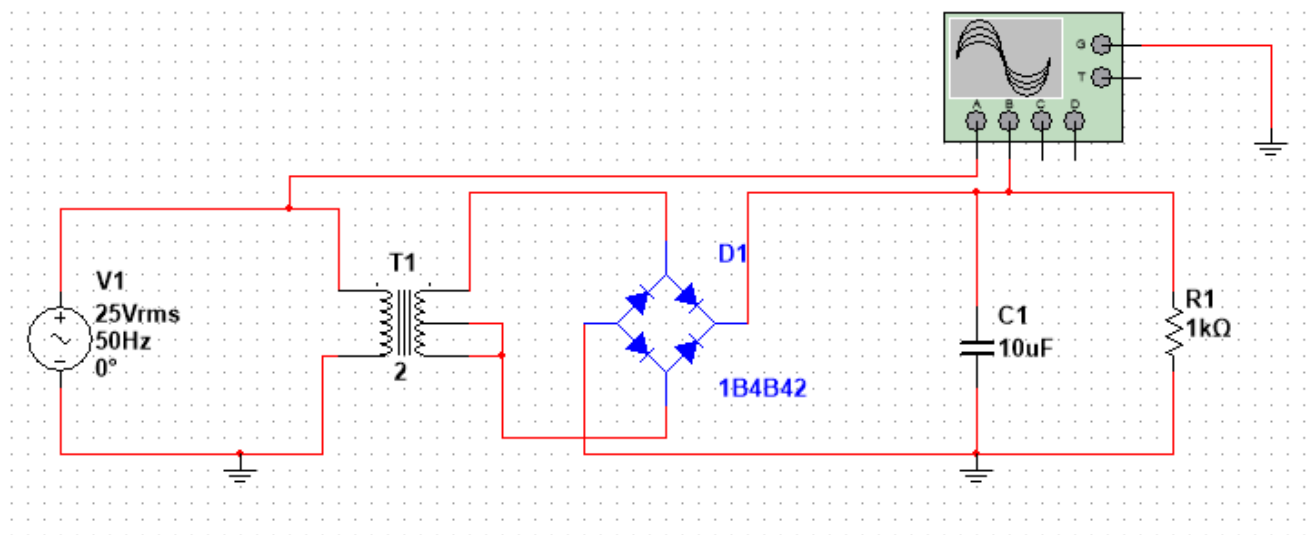 G
T
A B C D
V1
25Vrms
50Hz
0°
T1
2
D1
1B4B42
C1
10uF
R1
1kΩ